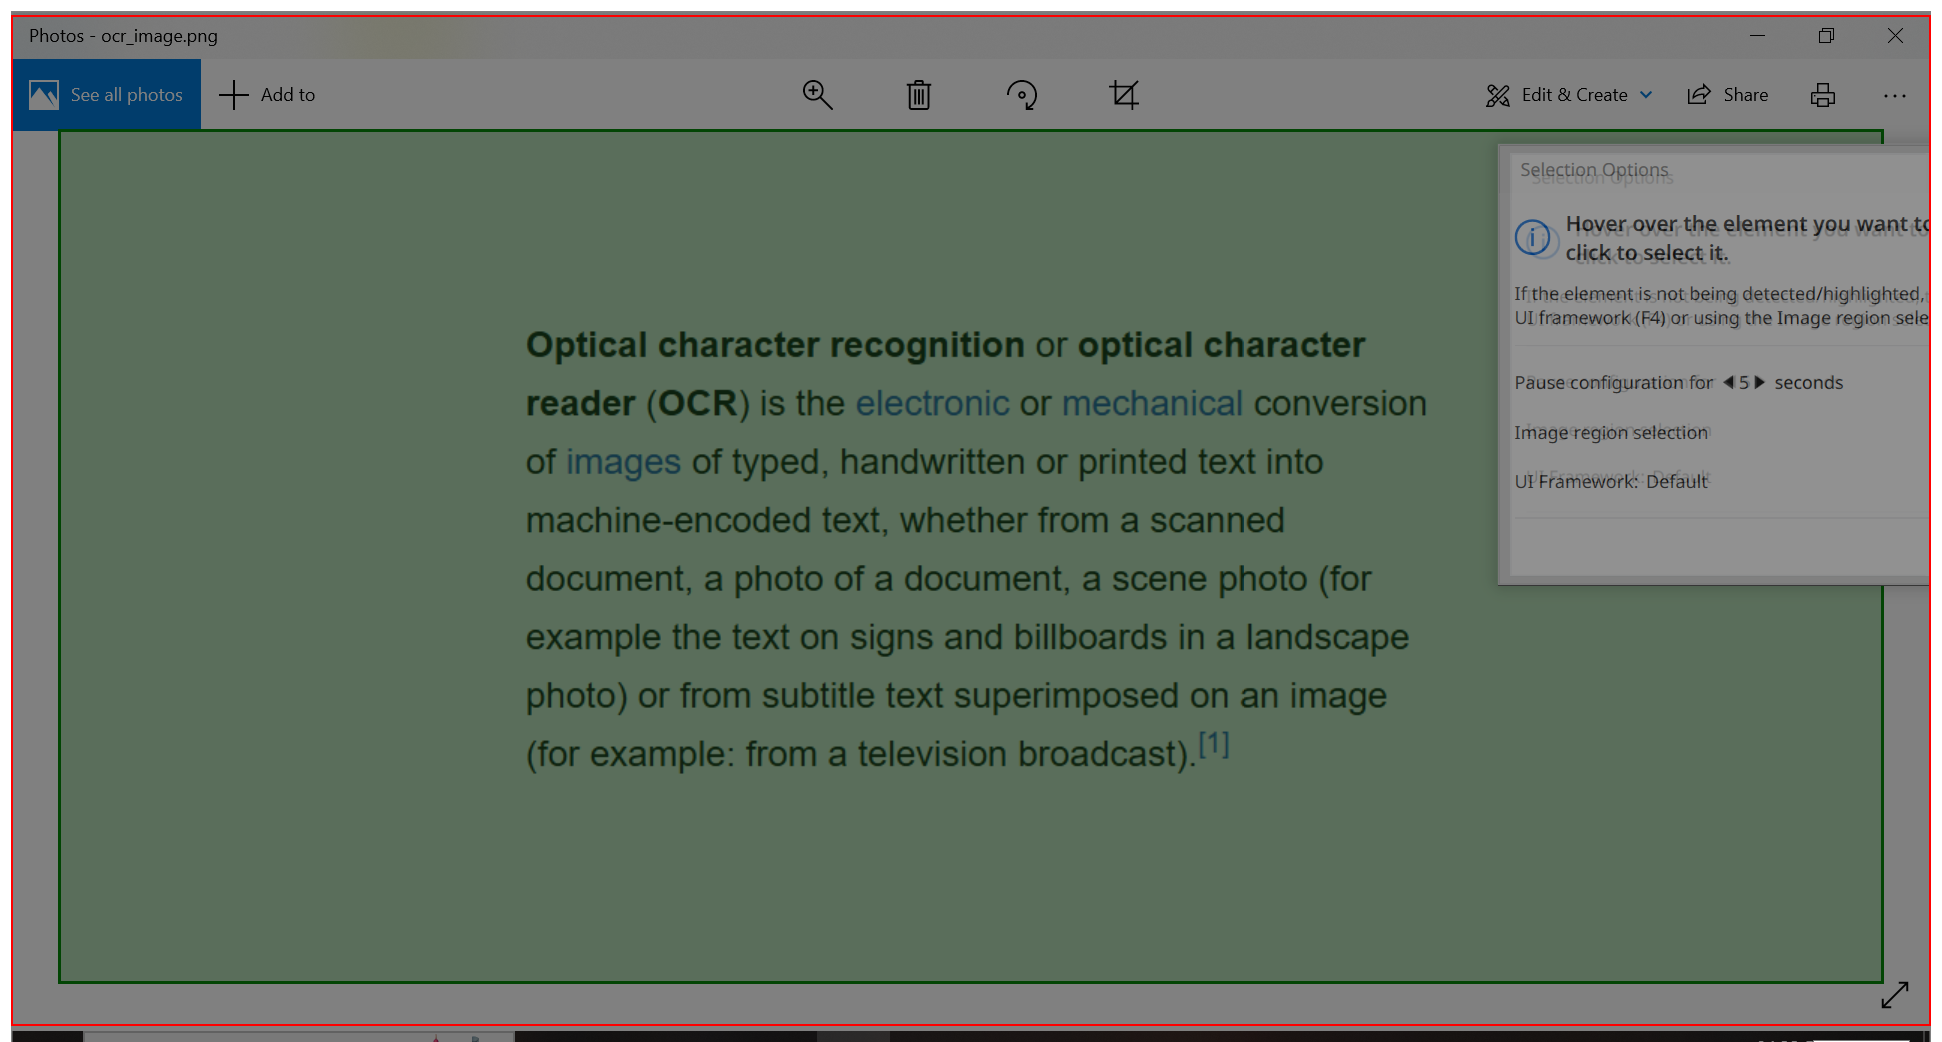 Photos - ocr_image.png
See all photos
Add to
Edit & Create
Share
Selection Options
Hover over the element you want to
click to select it.
If the element is not being detected/highlighted,
UI framework (F4) or using the Image region sele
Pause configuration for 5 seconds
Image region selection
UI Framework: Default
Optical character recognition or optical character
reader (OCR) is the electronic or mechanical conversion
of images of typed, handwritten or printed text into
machine-encoded text, whether from a scanned
document, a photo of a document, a scene photo (for
example the text on signs and billboards in a landscape
photo) or from subtitle text superimposed on an image
(for example: from a television broadcast).[1]